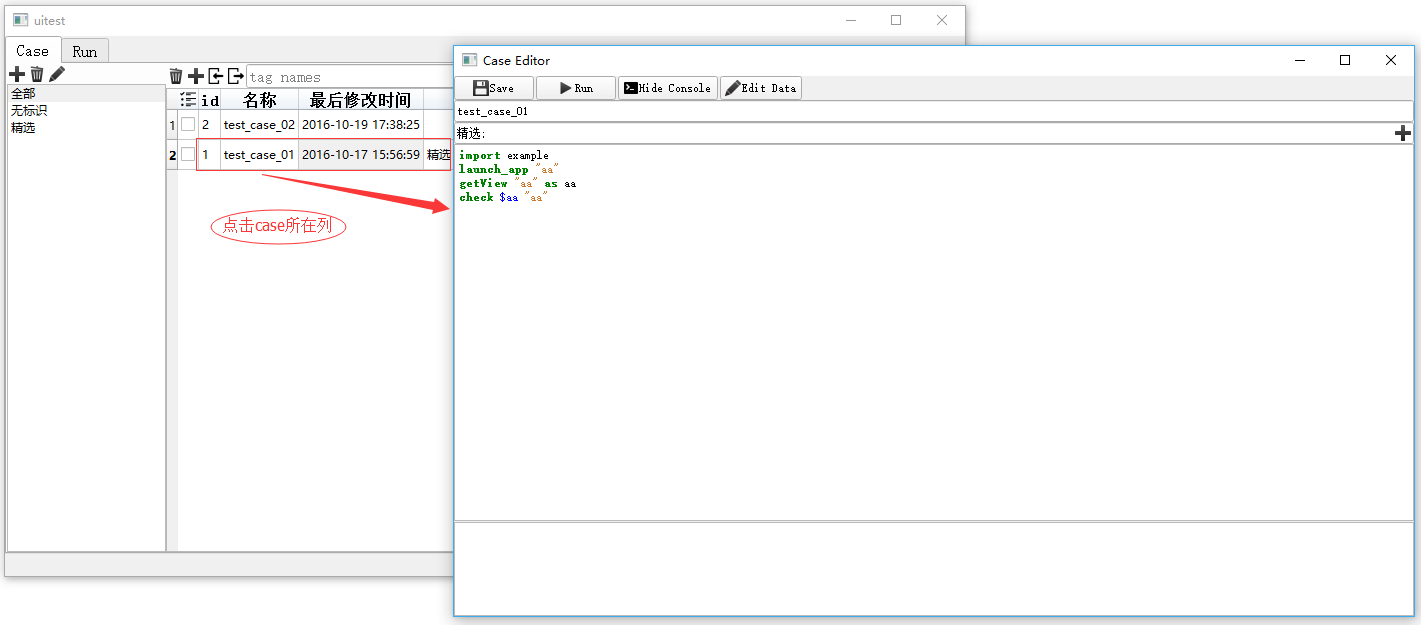 uitest
Case Run
tag names
全部
无标识
精选
id 名称 最后修改时间
1 2 test_case_02 2016-10-19 17:38:25
2 1 test_case_01 2016-10-17 15:56:59 精选
点击case所在列
Case Editor
Save Run Hide Console Edit Data
test_case_01
精选:
import example
launch_app "aa"
getView "aa" as aa
check $aa "aa"